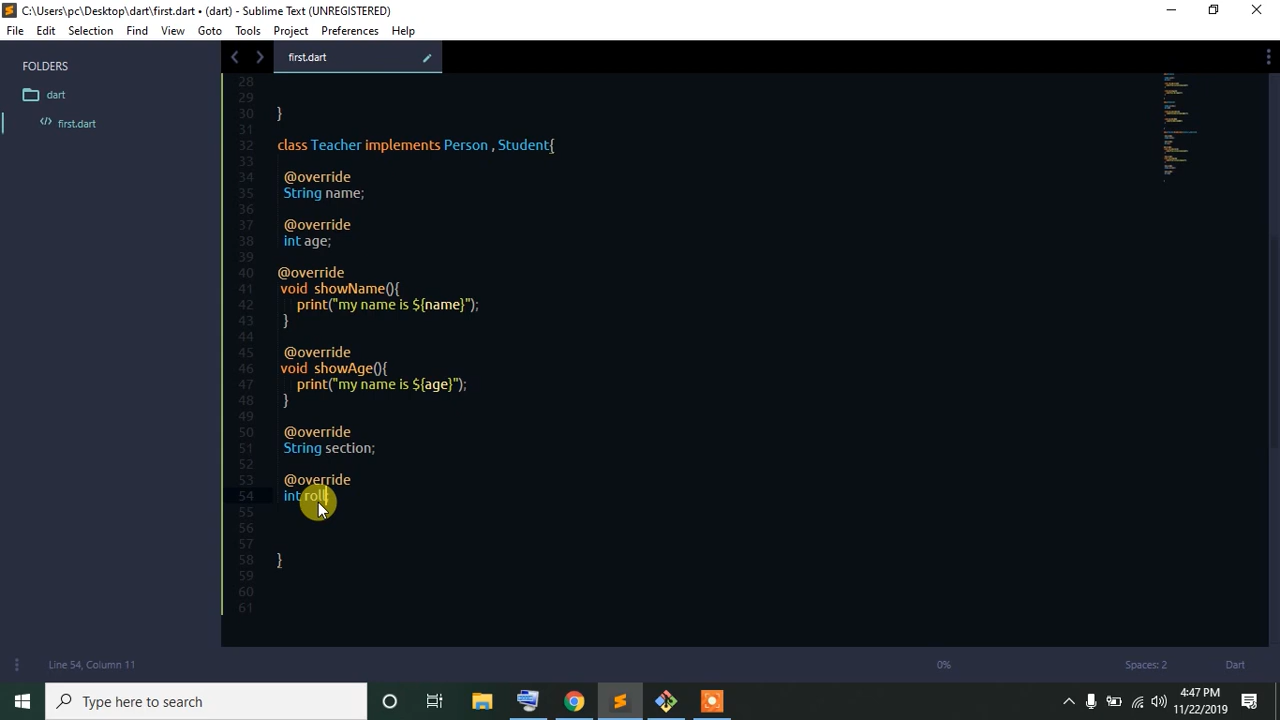 C:\Users\pc\Desktop\dart\first.dart • (dart) - Sublime Text (UNREGISTERED)
File Edit Selection Find View Goto Tools Project Preferences Help
FOLDERS
dart
first.dart
first.dart
28
29
30 }
31
32 class Teacher implements Person , Student{
33
34 @override
35 String name;
36
37 @override
38 int age;
39
40 @override
41 void showName(){
42 print("my name is ${name}");
43 }
44
45 @override
46 void showAge(){
47 print("my name is ${age}");
48 }
49
50 @override
51 String section;
52
53 @override
54 int roll;
55
56
57
58 }
59
60
61
Line 54, Column 11
0%
Spaces: 2
Dart
Type here to search
4:47 PM
11/22/2019